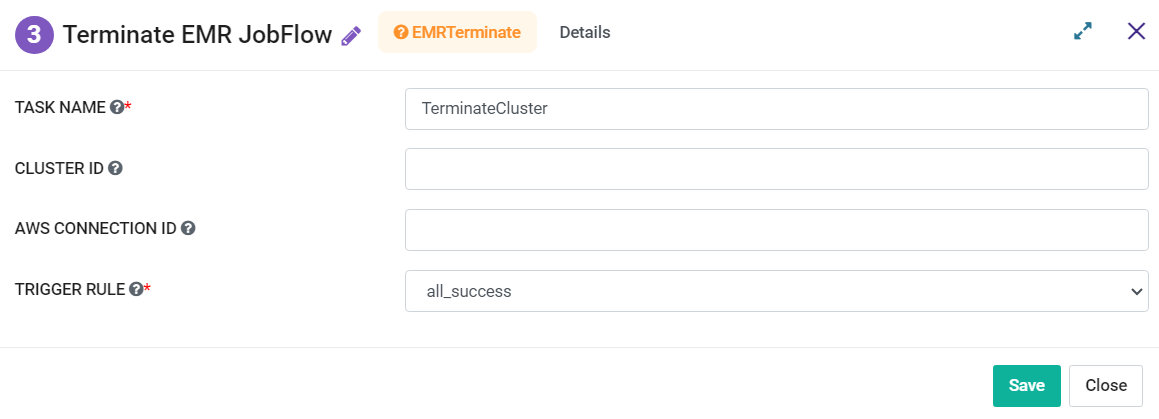 3 Terminate EMR JobFlow EMRTerminate Details
TASK NAME * TerminateCluster
CLUSTER ID
AWS CONNECTION ID
TRIGGER RULE * all_success
Save Close